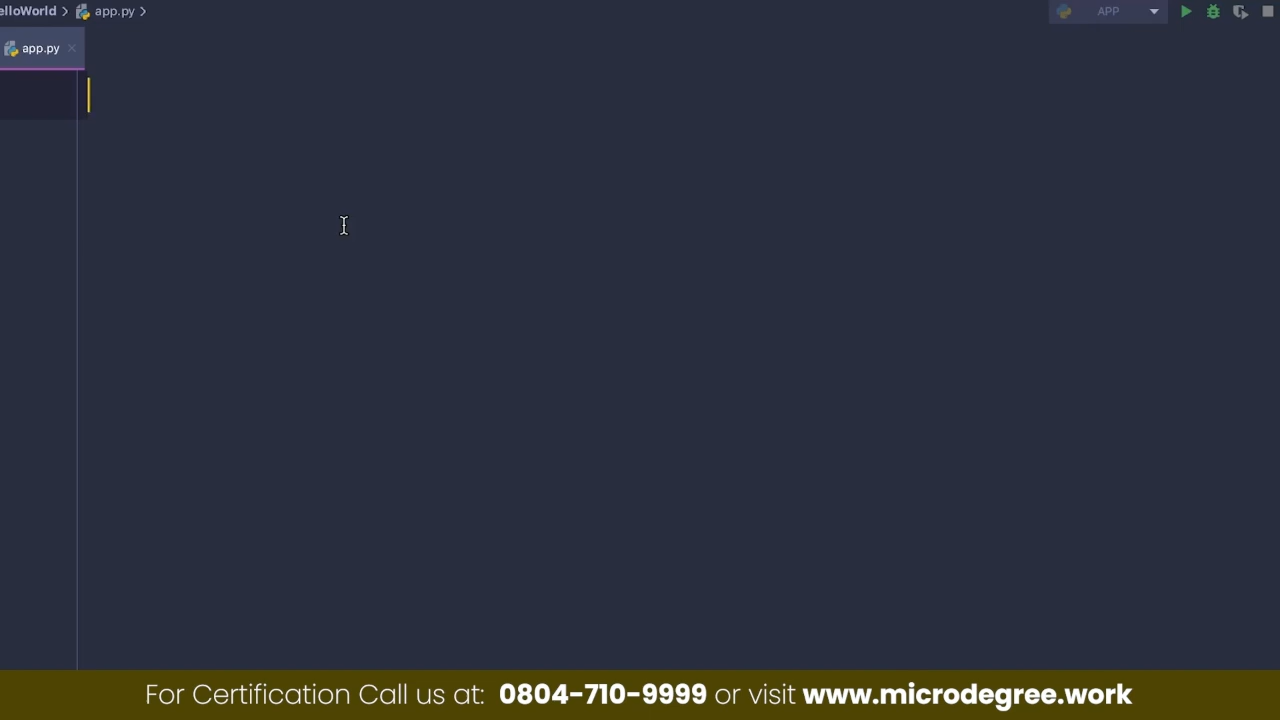 elloWorld app.py APP
app.py
For Certification Call us at: 0804-710-9999 or visit www.microdegree.work